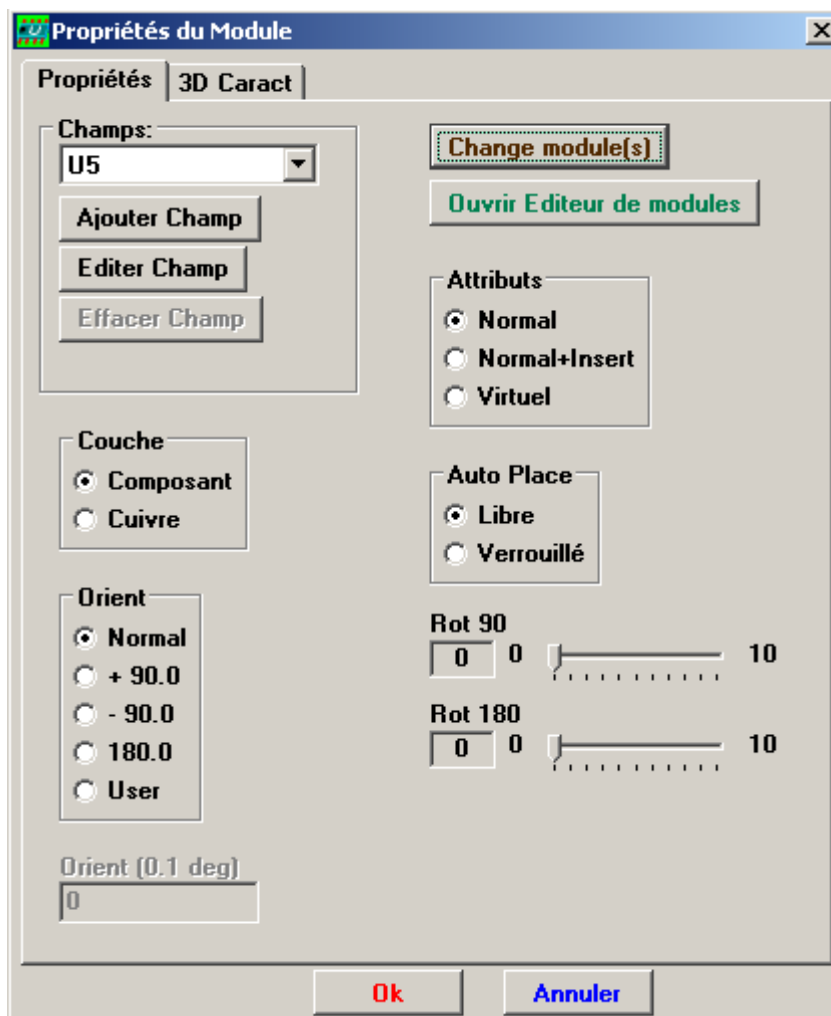 Propriétés du Module
Propriétés
3D Caract
Champs:
U5
Ajouter Champ
Editer Champ
Effacer Champ
Couche
Composant
Cuivre
Orient
Normal
+ 90.0
- 90.0
180.0
User
Orient (0.1 deg)
0
Change module(s)
Ouvrir Editeur de modules
Attributs
Normal
Normal+Insert
Virtuel
Auto Place
Libre
Verrouillé
Rot 90
0 0 10
Rot 180
0 0 10
Ok
Annuler